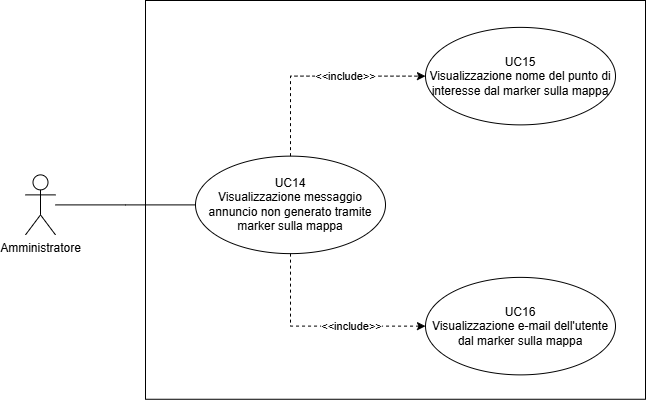 UC15
Visualizzazione nome del punto di
interesse dal marker sulla mappa
<<include>>
UC14
Visualizzazione messaggio
annuncio non generato tramite
marker sulla mappa
Amministratore
UC16
Visualizzazione e-mail dell'utente
dal marker sulla mappa
<<include>>